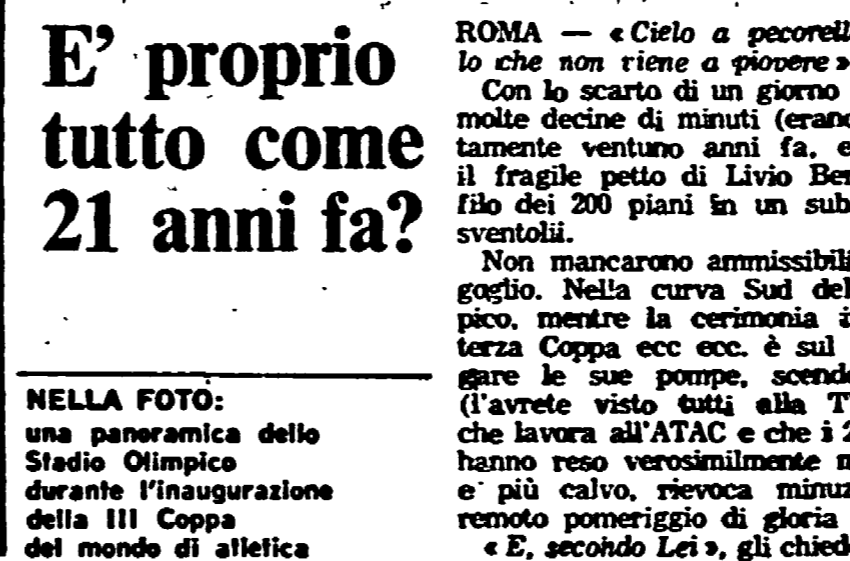 E' proprio
tutto come
21 anni fa?
NELLA FOTO:
una panoramica dello
Stadio Olimpico
durante l'inaugurazione
della III Coppa
del mondo di atletica
ROMA — «Cielo a pecorell
lo che non viene a piovere»
Con lo scarto di un giorno
molte decine di minuti (erano
tamente ventuno anni fa, e
il fragile petto di Livio Ber
filo dei 200 piani in un sub
sventolii.
Non mancarono ammissibili
goglio. Nella curva Sud del
pico, mentre la cerimonia i
terza Coppa ecc ecc. è sul
gare le sue pompe, scende
(l'avrete visto tutti alla T
che lavora all'ATAC e che i 2
hanno reso verosimilmente
e più calvo, rievoca minuz
remoto pomeriggio di gloria
«E, secondo Lei», gli chied